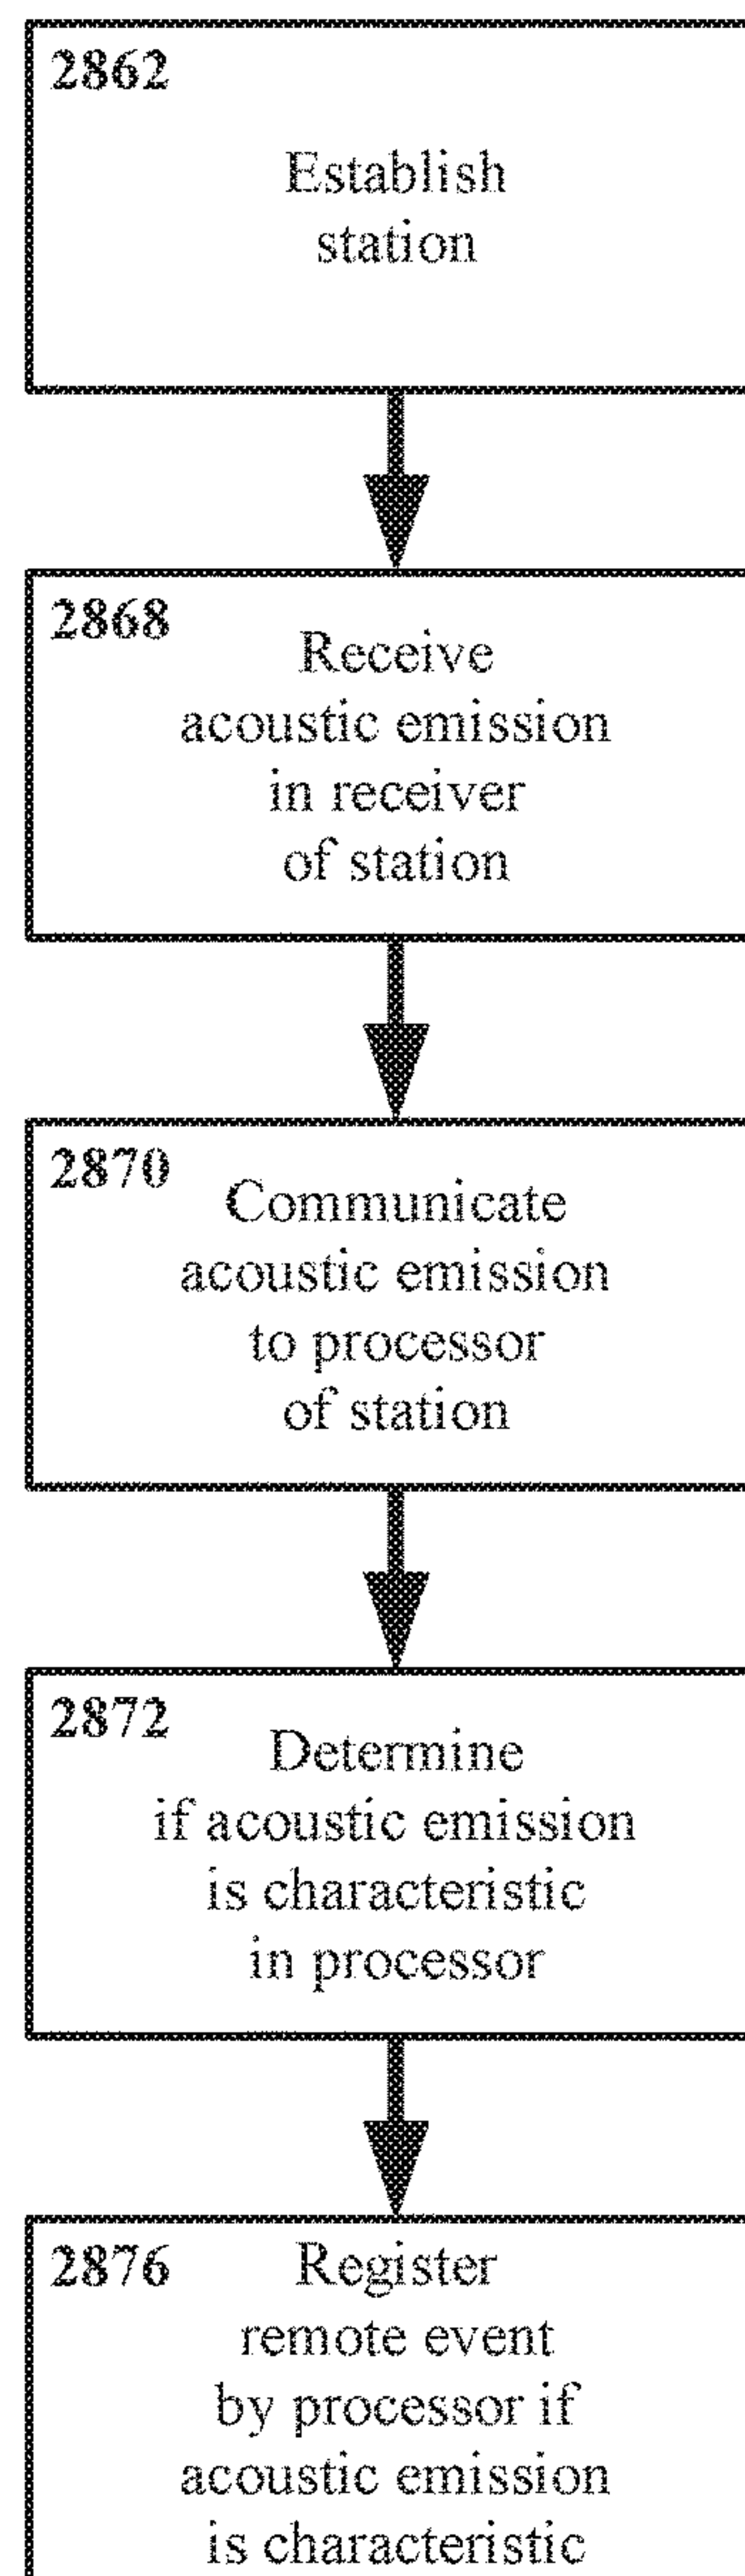 2862
Establish
station
2868
Receive
acoustic emission
in receiver
of station
2870
Communicate
acoustic emission
to processor
of station
2872
Determine
if acoustic emission
is characteristic
in processor
2876
Register
remote event
by processor if
acoustic emission
is characteristic